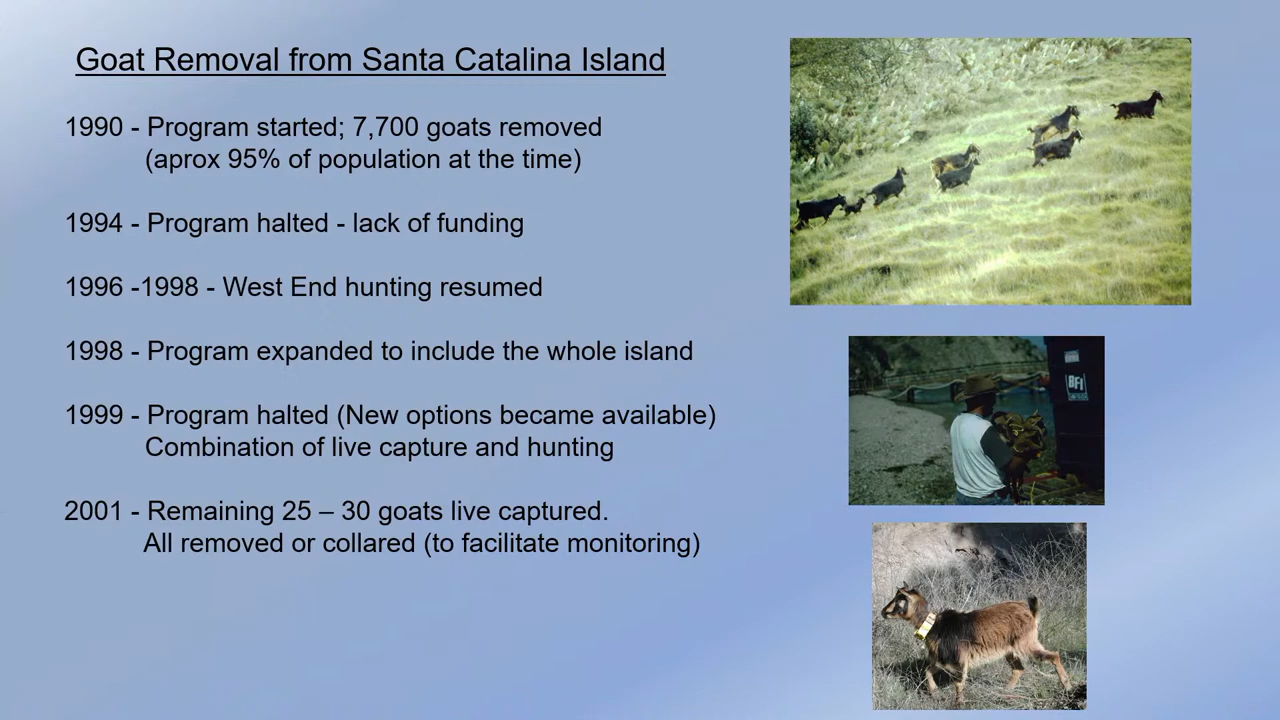 Goat Removal from Santa Catalina Island
1990 - Program started; 7,700 goats removed
(aprox 95% of population at the time)
1994 - Program halted - lack of funding
1996 -1998 - West End hunting resumed
1998 - Program expanded to include the whole island
1999 - Program halted (New options became available)
Combination of live capture and hunting
2001 - Remaining 25 – 30 goats live captured.
All removed or collared (to facilitate monitoring)
BFI